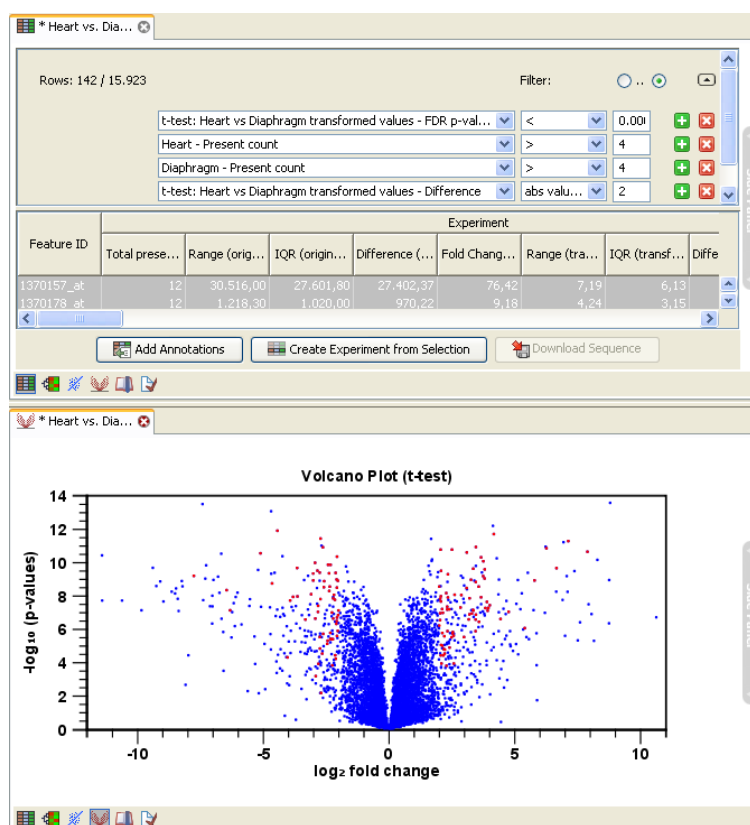 * Heart vs. Dia...
Rows: 142 / 15.923 Filter: ..
t-test: Heart vs Diaphragm transformed values - FDR p-val... < 0.00
Heart - Present count > 4
Diaphragm - Present count > 4
t-test: Heart vs Diaphragm transformed values - Difference abs valu... 2
Experiment
Feature ID Total prese... Range (orig... IQR (origin... Difference (... Fold Chang... Range (tra... IQR (transf... Diffe
1370157_at 12 30.516,00 27.601,80 27.402,37 76,42 7,19 6,13
1370178_at 12 1.218,30 1.020,00 970,22 9,18 4,24 3,15
Add Annotations Create Experiment from Selection Download Sequence
* Heart vs. Dia...
Volcano Plot (t-test)
14
12
10
8
6
4
2
0
-log₁₀ (p-values)
-10 -5 0 5 10
log₂ fold change